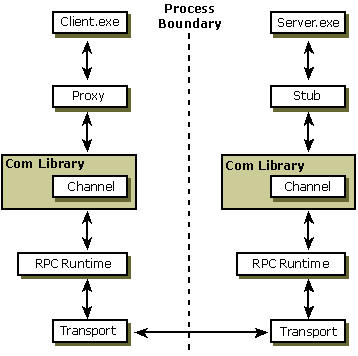 Process
Boundary
Client.exe
Server.exe
Proxy
Stub
Com Library
Channel
Com Library
Channel
RPC Runtime
RPC Runtime
Transport
Transport